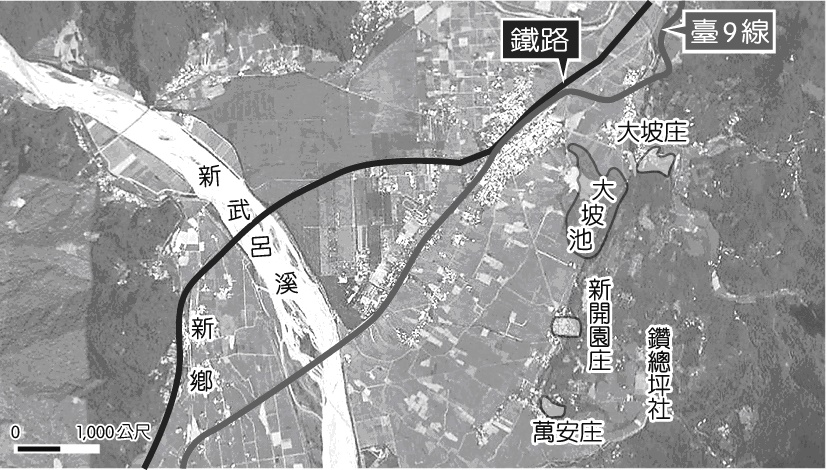 鐵路
臺9線
大坡庄
大坡池
新武呂溪
新開園庄
鑽總坪社
新鄉
萬安庄
0 1,000公尺